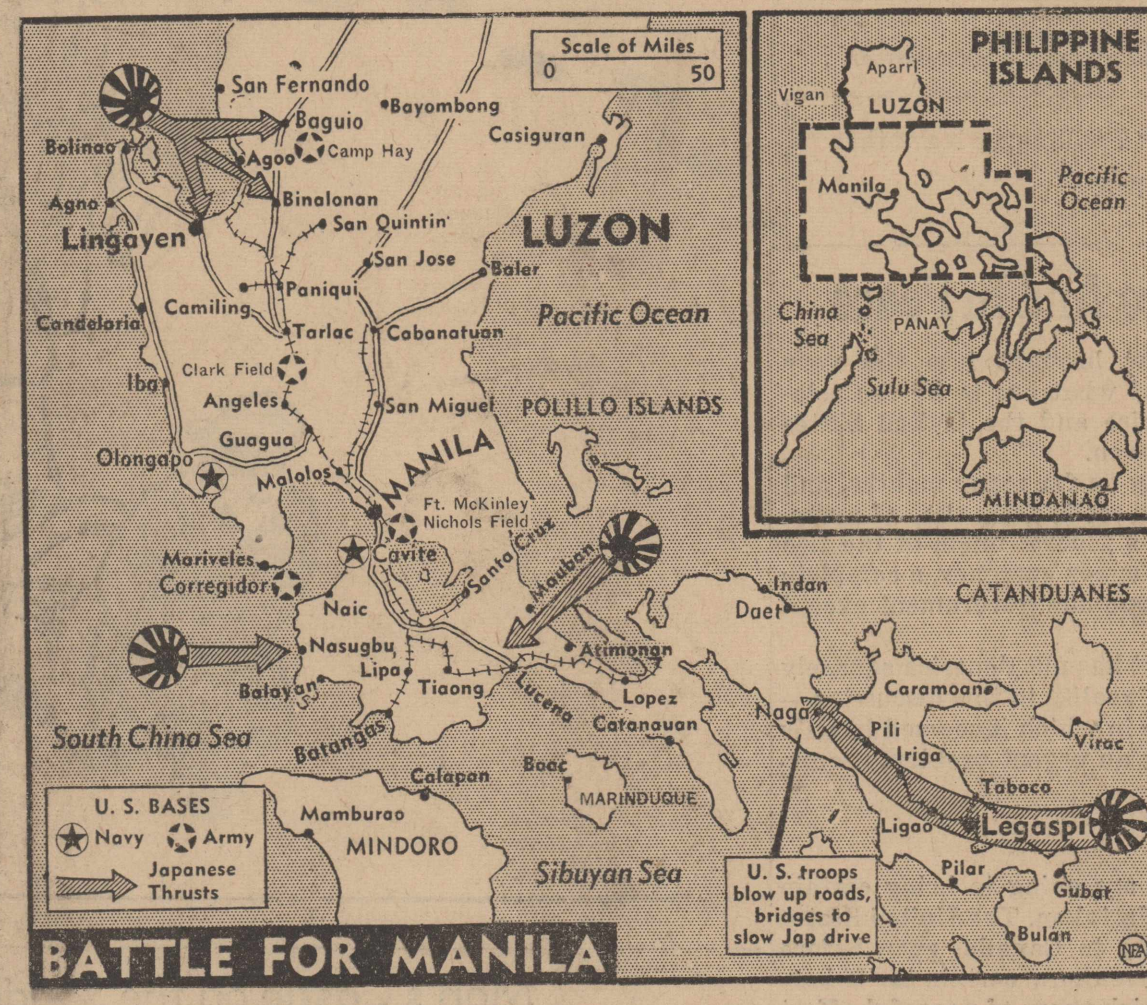 Scale of Miles
0 50
San Fernando
Bayombong
Baguio
Casiguran
Bolinao
Agoo
Camp Hay
Agno
Binalonan
San Quintin
Lingayen
LUZON
San Jose
Baler
Paniqui
Camiling
Pacific Ocean
Candeloria
Tarlac
Cabanatuan
Clark Field
Iba
Angeles
San Miguel
POLILLO ISLANDS
Guagua
Olongapo
Malolos
MANILA
Ft. McKinley
Nichols Field
Santa Cruz
Mauban
Cavite
Mariveles
Corregidor
Naic
Indan
Daet
CATANDUANES
Nasugbu
Lipa
Atimonan
Balayan
Tiaong
Lucena
Lopez
Caramoan
Batangas
Catanauan
Naga
Pili
Virac
South China Sea
Iriga
Calapan
Boac
MARINDUQUE
Tabaco
Mamburao
MINDORO
Ligao
Legaspi
Sibuyan Sea
Pilar
Gubat
Bulan
U. S. BASES
Navy Army
Japanese
Thrusts
U. S. troops
blow up roads,
bridges to
slow Jap drive
BATTLE FOR MANILA
NEA
PHILIPPINE
ISLANDS
Aparri
Vigan
LUZON
Manila
Pacific
Ocean
China
Sea
PANAY
Sulu Sea
MINDANAO